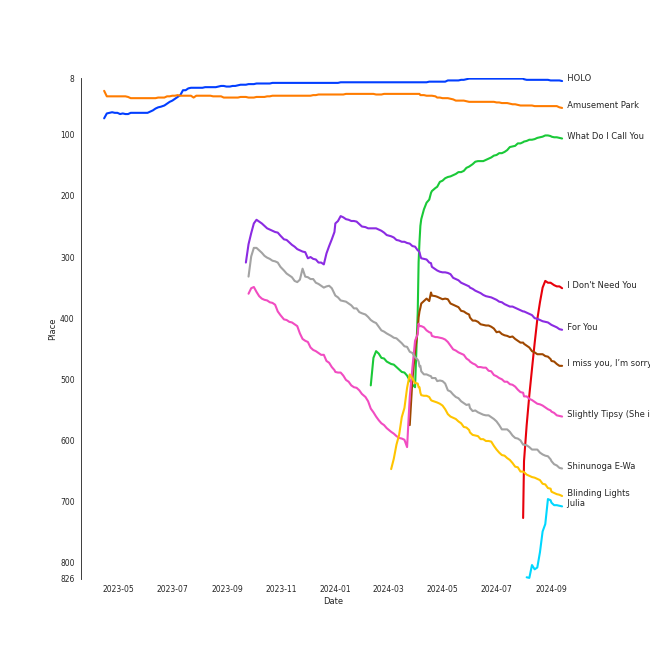 8
100
200
300
400
500
600
700
800
826
Place
2023-05
2023-07
2023-09
2023-11
2024-01
2024-03
2024-05
2024-07
2024-09
Date
HOLO
Amusement Park
What Do I Call You
I Don't Need You
For You
I miss you, I'm sorry
Slightly Tipsy (She i
Shinunoga E-Wa
Blinding Lights
Julia